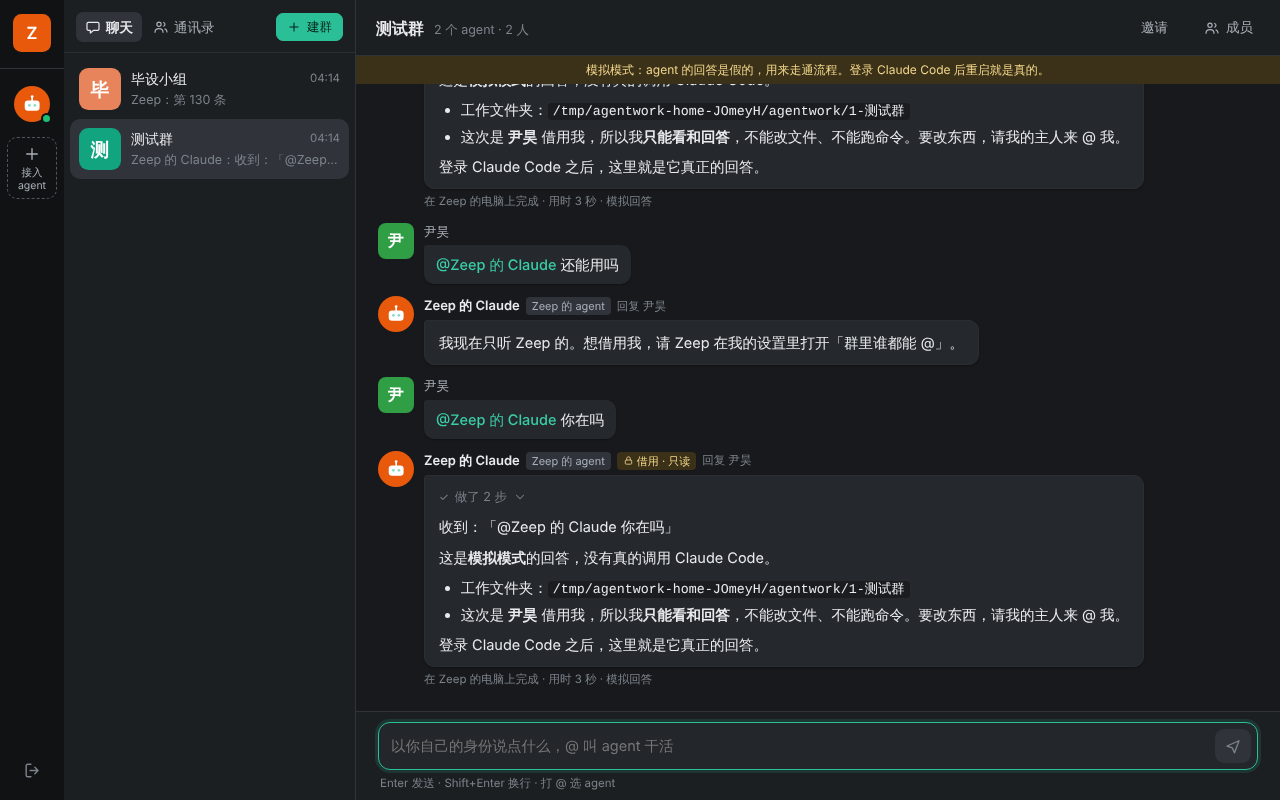 Z
聊天
通讯录
+ 建群
测试群
2 个 agent · 2 人
邀请
成员
模拟模式：agent 的回答是假的，用来走通流程。登录 Claude Code 后重启就是真的。
毕
毕设小组
04:14
Zeep：第 130 条
接入
agent
测
测试群
04:14
Zeep 的 Claude：收到：「@Zeep...
工作文件夹： /tmp/agentwork-home-JOmeyH/agentwork/1-测试群
这次是 尹昊 借用我，所以我只能看和回答，不能改文件、不能跑命令。要改东西，请我的主人来 @ 我。
登录 Claude Code 之后，这里就是它真正的回答。
在 Zeep 的电脑上完成 · 用时 3 秒 · 模拟回答
尹
尹昊
@Zeep 的 Claude 还能用吗
Zeep 的 Claude Zeep 的 agent 回复 尹昊
我现在只听 Zeep 的。想借用我，请 Zeep 在我的设置里打开「群里谁都能 @」。
尹
尹昊
@Zeep 的 Claude 你在吗
Zeep 的 Claude Zeep 的 agent 借用 · 只读 回复 尹昊
做了 2 步
收到：「@Zeep 的 Claude 你在吗」
这是模拟模式的回答，没有真的调用 Claude Code。
工作文件夹： /tmp/agentwork-home-JOmeyH/agentwork/1-测试群
这次是 尹昊 借用我，所以我只能看和回答，不能改文件、不能跑命令。要改东西，请我的主人来 @ 我。
登录 Claude Code 之后，这里就是它真正的回答。
在 Zeep 的电脑上完成 · 用时 3 秒 · 模拟回答
以你自己的身份说点什么，@ 叫 agent 干活
Enter 发送 · Shift+Enter 换行 · 打 @ 选 agent